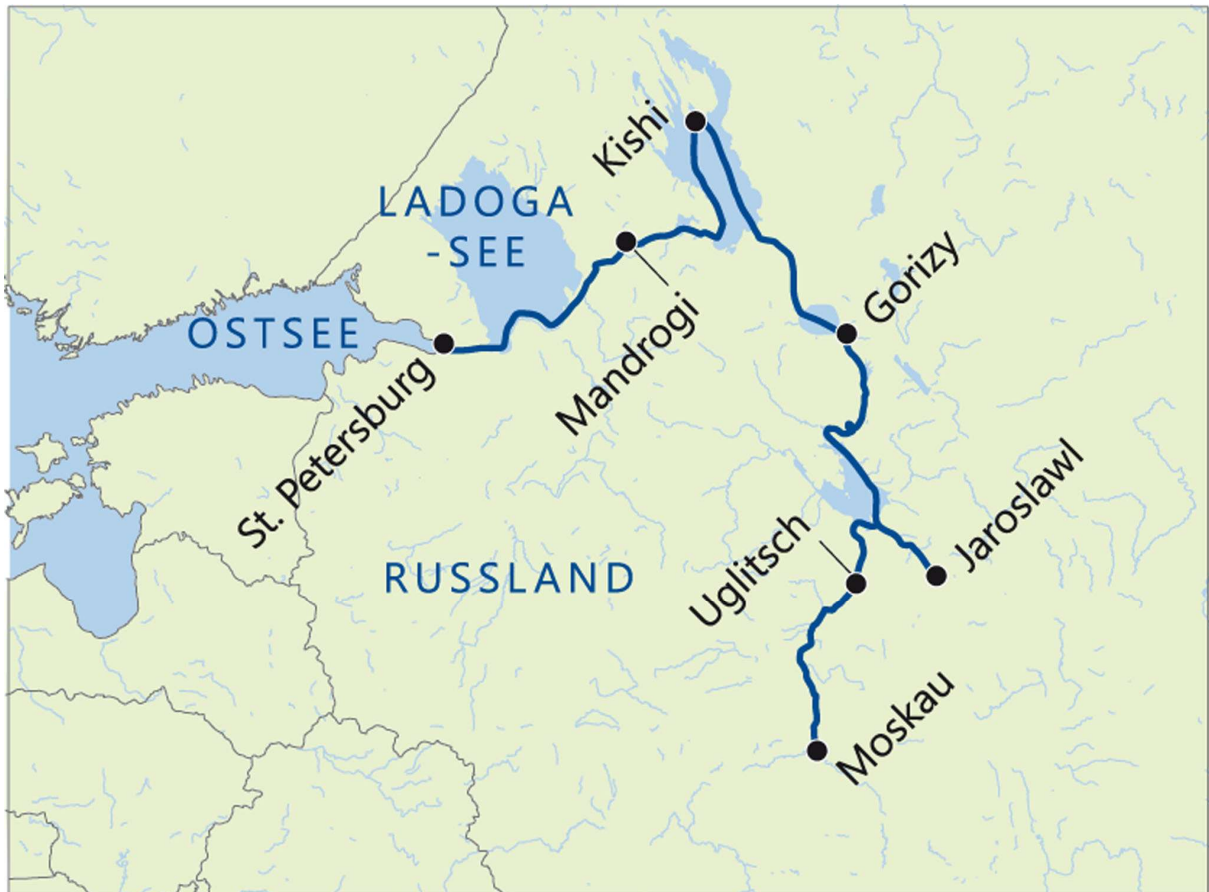 Kishi
LADOGA
-SEE
Gorizy
OSTSEE
Mandrogi
St. Petersburg
Jaroslawl
Uglitsch
RUSSLAND
Moskau